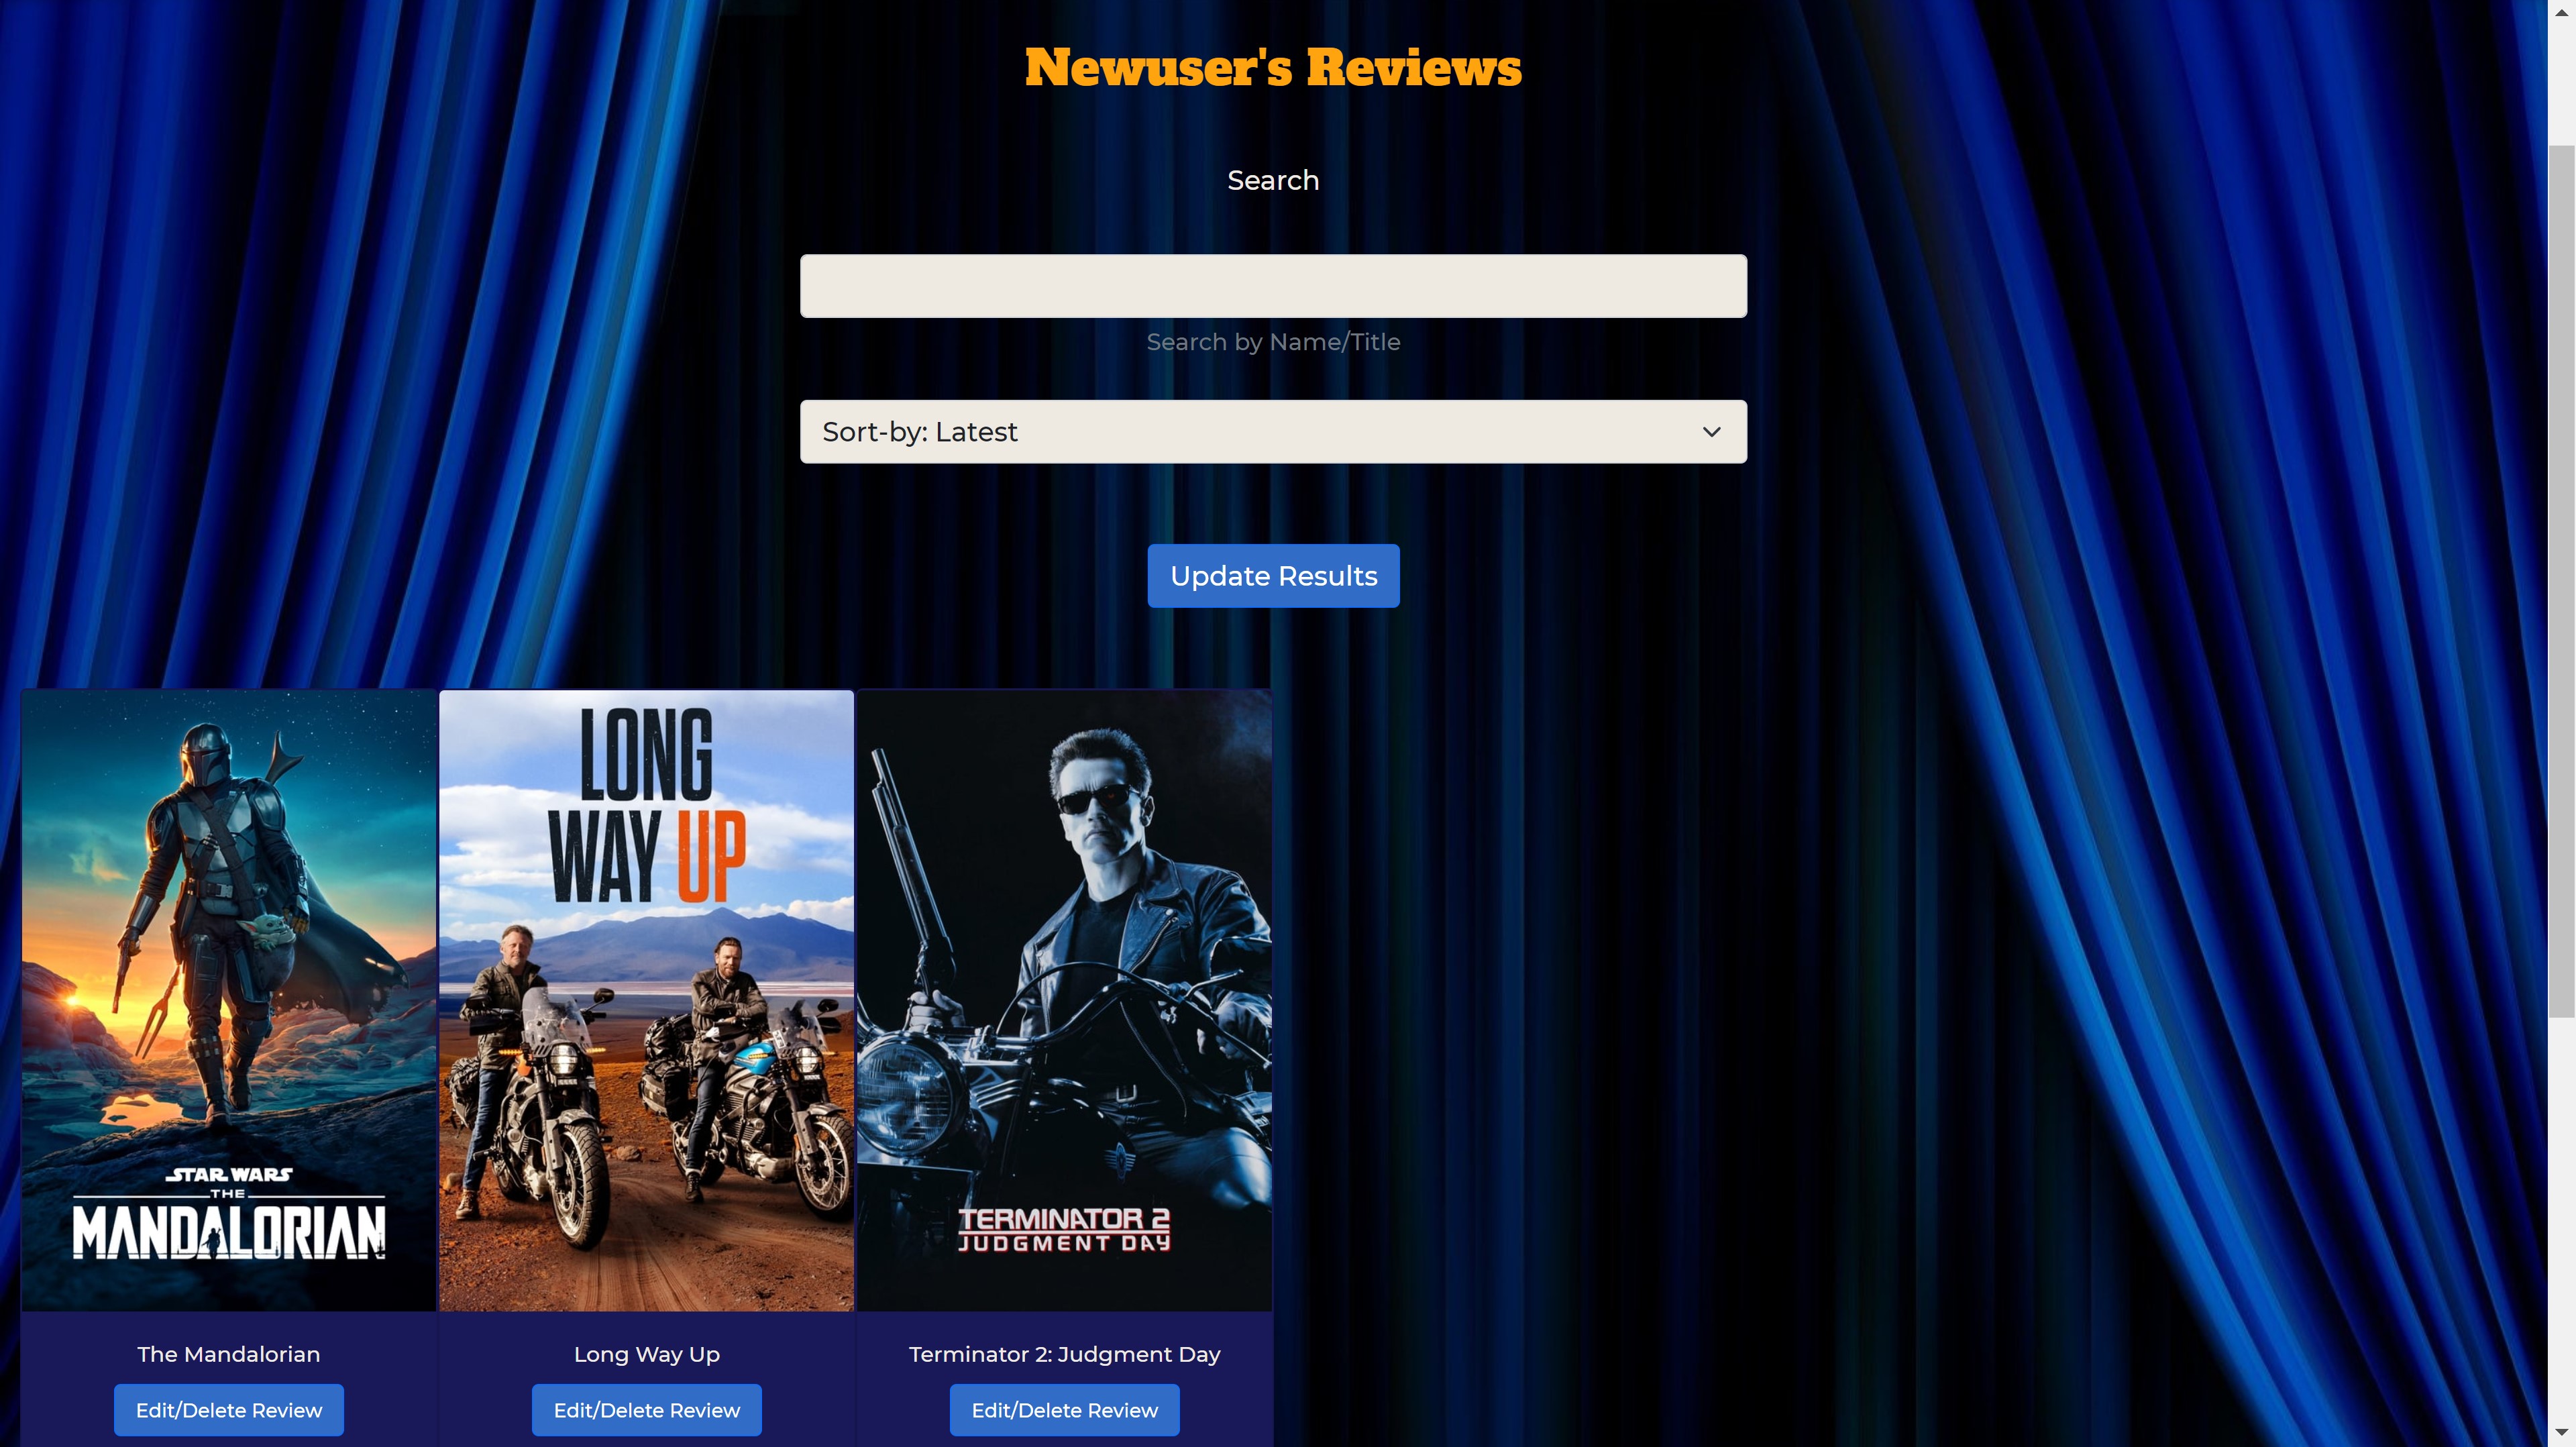 Newuser's Reviews
Search
Search by Name/Title
Sort-by: Latest
Update Results
STAR WARS
THE
MANDALORIAN
The Mandalorian
Edit/Delete Review
LONG
WAY UP
Long Way Up
Edit/Delete Review
TERMINATOR 2
JUDGMENT DAY
Terminator 2: Judgment Day
Edit/Delete Review